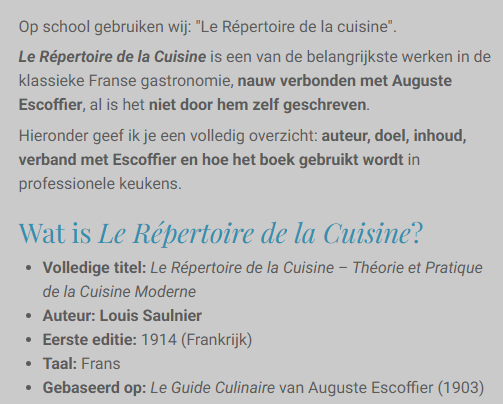 Op school gebruiken wij: "Le Répertoire de la cuisine".
Le Répertoire de la Cuisine is een van de belangrijkste werken in de
klassieke Franse gastronomie, nauw verbonden met Auguste
Escoffier, al is het niet door hem zelf geschreven.
Hieronder geef ik je een volledig overzicht: auteur, doel, inhoud,
verband met Escoffier en hoe het boek gebruikt wordt in
professionele keukens.
Wat is Le Répertoire de la Cuisine?
• Volledige titel: Le Répertoire de la Cuisine – Théorie et Pratique
de la Cuisine Moderne
• Auteur: Louis Saulnier
• Eerste editie: 1914 (Frankrijk)
• Taal: Frans
• Gebaseerd op: Le Guide Culinaire van Auguste Escoffier (1903)